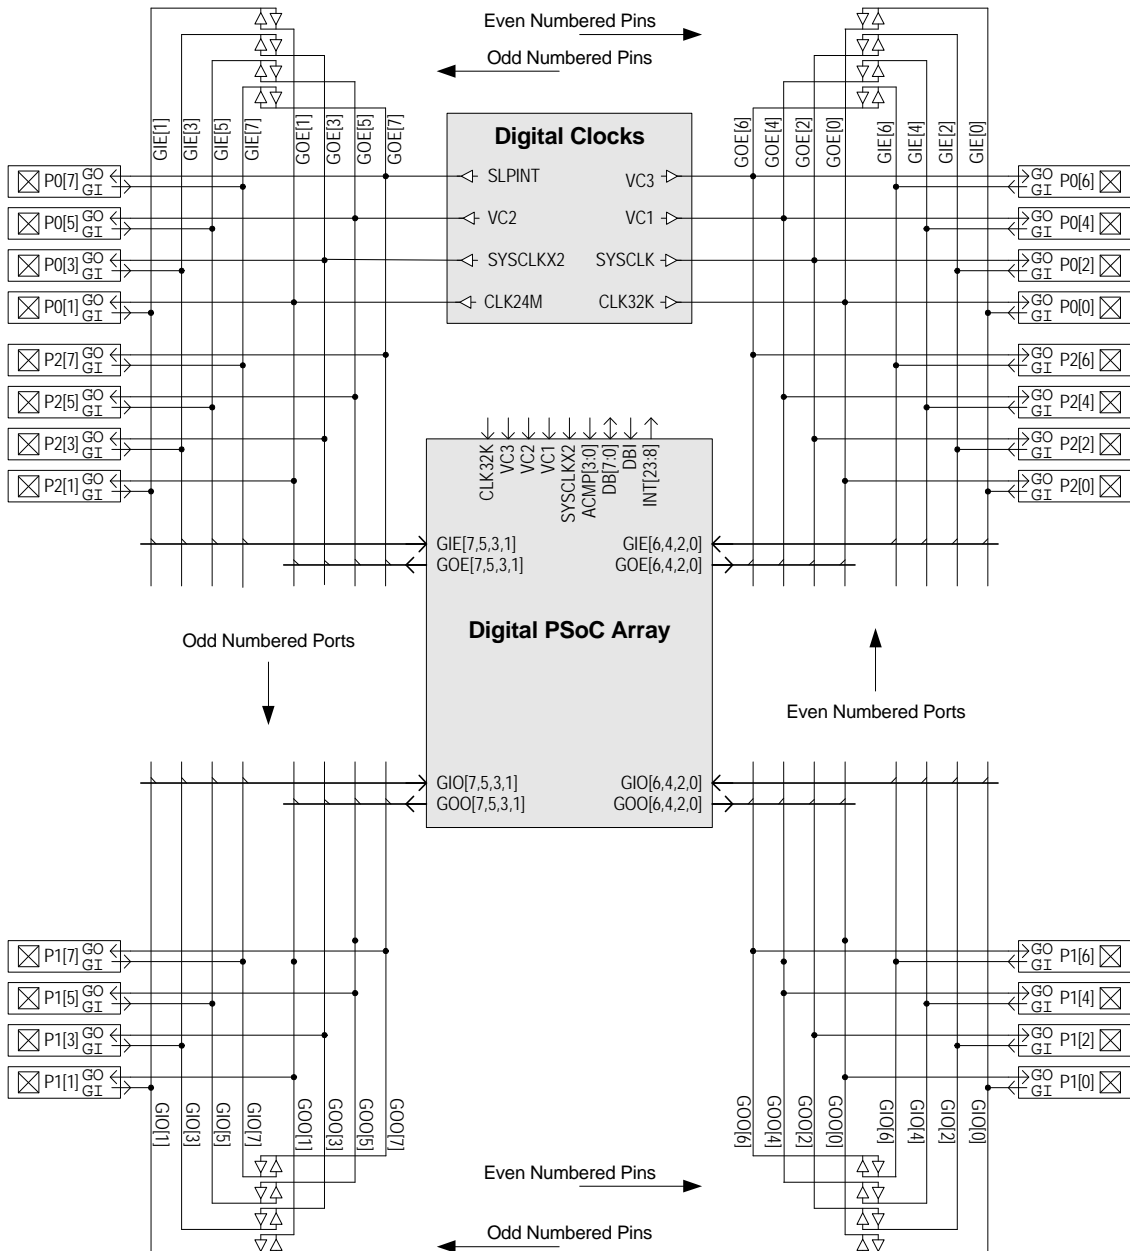 Even Numbered Pins
Odd Numbered Pins
GIE[1]
GIE[3]
GIE[5]
GIE[7]
GOE[1]
GOE[3]
GOE[5]
GOE[7]
GOE[6]
GOE[4]
GOE[2]
GOE[0]
GIE[6]
GIE[4]
GIE[2]
GIE[0]
Digital Clocks
SLPINT
VC3
VC2
VC1
SYSCLKX2
SYSCLK
CLK24M
CLK32K
P0[7] GO GI
P0[5] GO GI
P0[3] GO GI
P0[1] GO GI
P2[7] GO GI
P2[5] GO GI
P2[3] GO GI
P2[1] GO GI
GO GI P0[6]
GO GI P0[4]
GO GI P0[2]
GO GI P0[0]
GO GI P2[6]
GO GI P2[4]
GO GI P2[2]
GO GI P2[0]
CLK32K
VC3
VC2
VC1
SYSCLKX2
ACMP[3:0]
DB[7:0]
DBI
INT[23:8]
GIE[7,5,3,1]
GIE[6,4,2,0]
GOE[7,5,3,1]
GOE[6,4,2,0]
Digital PSoC Array
Odd Numbered Ports
Even Numbered Ports
GIO[7,5,3,1]
GIO[6,4,2,0]
GOO[7,5,3,1]
GOO[6,4,2,0]
P1[7] GO GI
P1[5] GO GI
P1[3] GO GI
P1[1] GO GI
GO GI P1[6]
GO GI P1[4]
GO GI P1[2]
GO GI P1[0]
GIO[1]
GIO[3]
GIO[5]
GIO[7]
GOO[1]
GOO[3]
GOO[5]
GOO[7]
GOO[6]
GOO[4]
GOO[2]
GOO[0]
GIO[6]
GIO[4]
GIO[2]
GIO[0]
Even Numbered Pins
Odd Numbered Pins